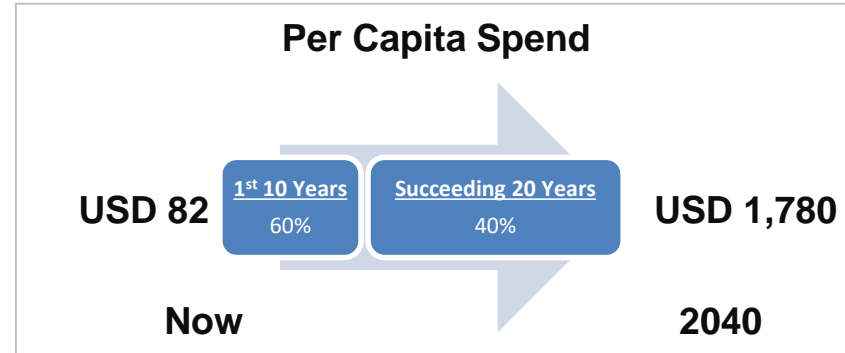 Per Capita Spend
USD 82
1st 10 Years
60%
Succeeding 20 Years
40%
USD 1,780
Now
2040